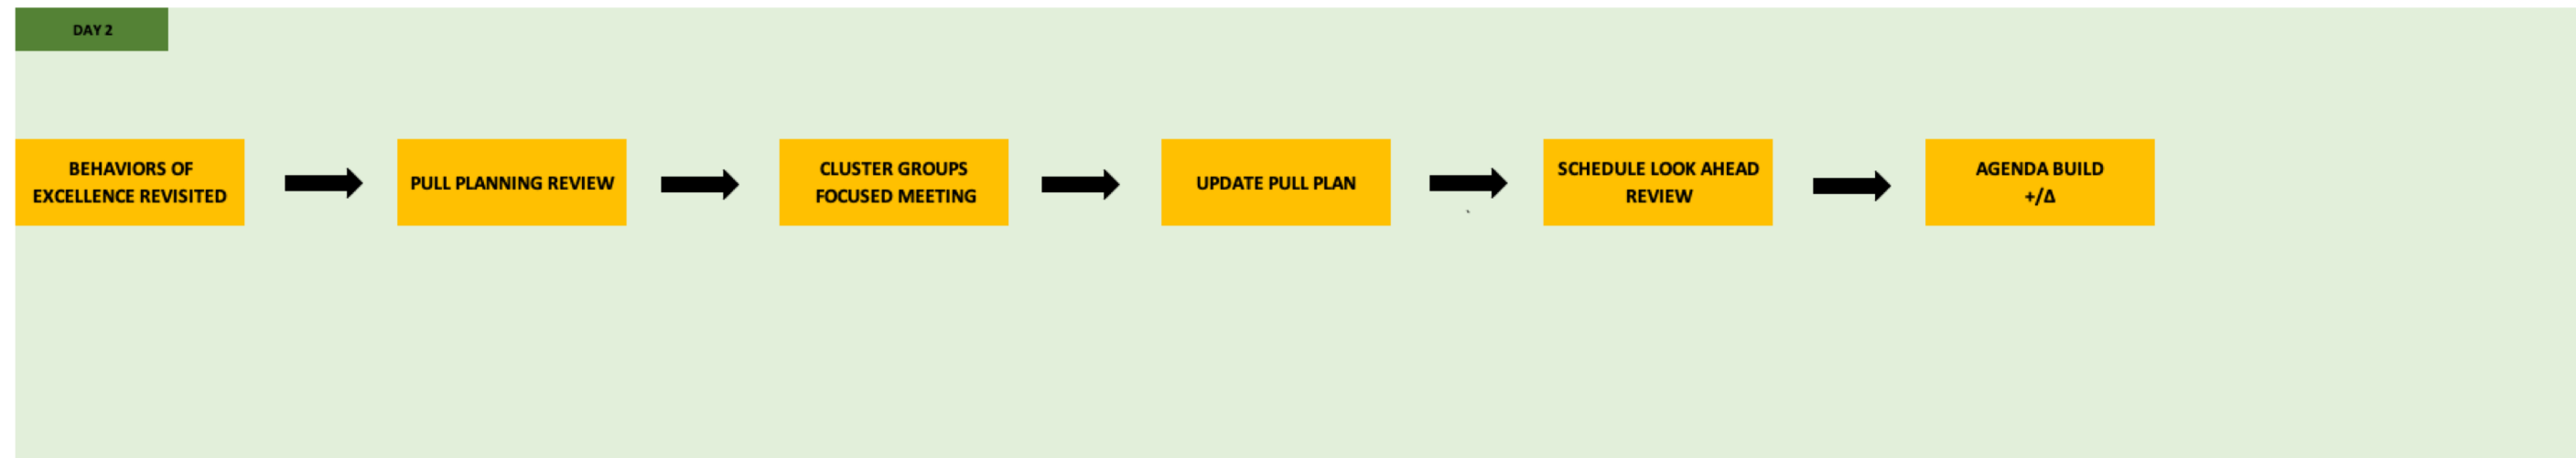 DAY 2
BEHAVIORS OF
EXCELLENCE REVISITED
PULL PLANNING REVIEW
CLUSTER GROUPS
FOCUSED MEETING
UPDATE PULL PLAN
SCHEDULE LOOK AHEAD
REVIEW
AGENDA BUILD
+/Δ